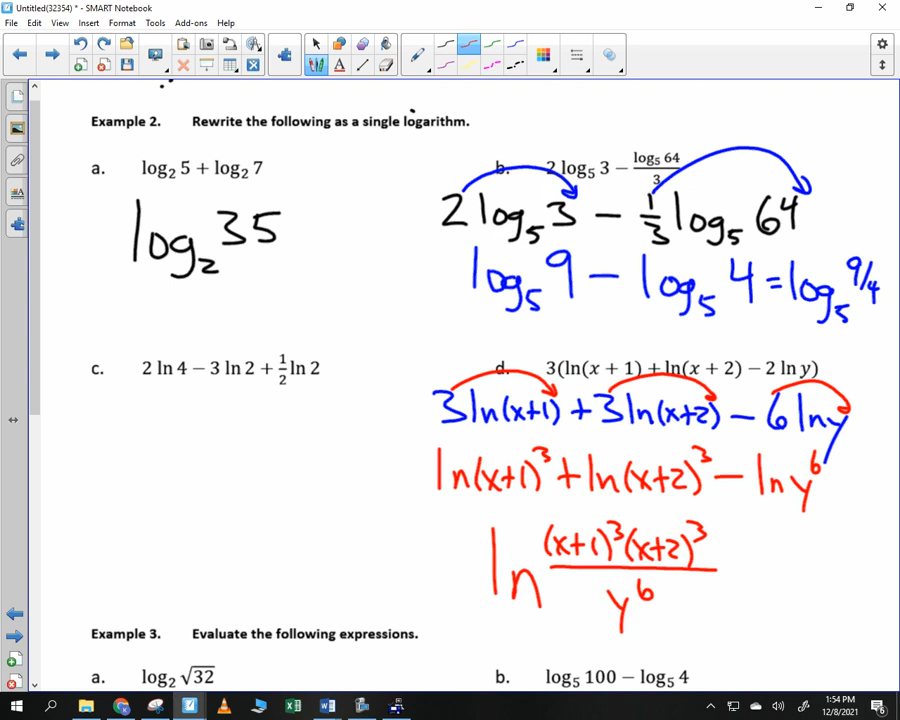 Untitled(32354) * - SMART Notebook
File Edit View Insert Format Tools Add-ons Help
Example 2. Rewrite the following as a single logarithm.
a. log₂ 5 + log₂ 7
b. 2 log₅ 3 − log₅ 64 / 3
log₂ 35
2 log₅ 3 − 1/3 log₅ 64
log₅ 9 − log₅ 4 = log₅ 9/4
c. 2 ln 4 − 3 ln 2 + 1/2 ln 2
d. 3(ln(x + 1) + ln(x + 2) − 2 ln y)
3 ln(x+1) + 3 ln(x+2) − 6 ln y
ln(x+1)³ + ln(x+2)³ − ln y⁶
ln (x+1)³(x+2)³ / y⁶
Example 3. Evaluate the following expressions.
a. log₂ √32
b. log₅ 100 − log₅ 4
1:54 PM
12/8/2021